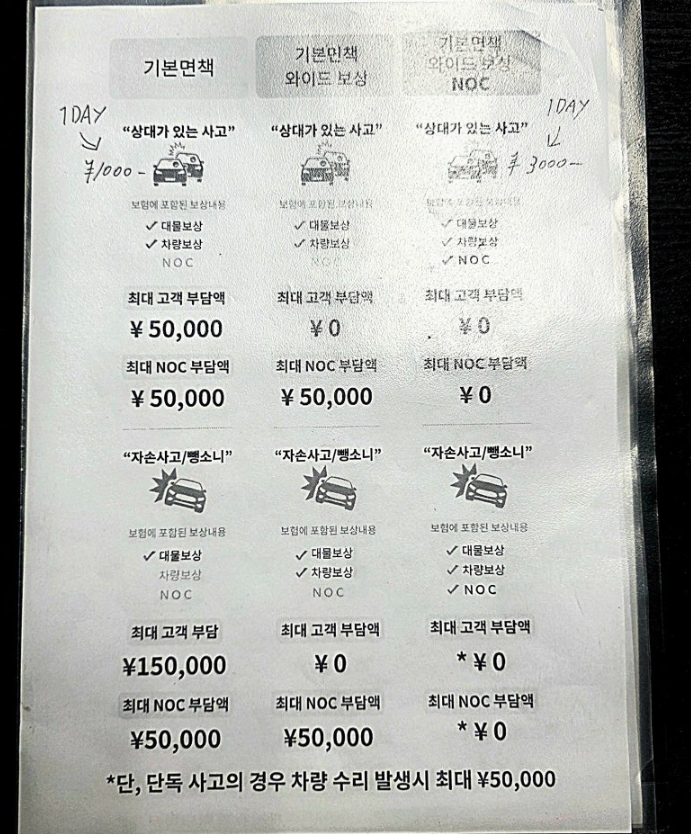 기본면책
기본면책
와이드 보상
기본면책
와이드 보상
NOC
1DAY
¥1000-
1DAY
¥3000-
“상대가 있는 사고”
“상대가 있는 사고”
“상대가 있는 사고”
보험에 포함된 보상내용
보험에 포함된 보상내용
보험에 포함된 보상내용
✓ 대물보상
✓ 대물보상
✓ 대물보상
✓ 차량보상
✓ 차량보상
✓ 차량보상
NOC
NOC
✓ NOC
최대 고객 부담액
최대 고객 부담액
최대 고객 부담액
¥ 50,000
¥ 0
¥ 0
최대 NOC 부담액
최대 NOC 부담액
최대 NOC 부담액
¥ 50,000
¥ 50,000
¥ 0
“자손사고/뺑소니”
“자손사고/뺑소니”
“자손사고/뺑소니”
보험에 포함된 보상내용
보험에 포함된 보상내용
보험에 포함된 보상내용
✓ 대물보상
✓ 대물보상
✓ 대물보상
차량보상
✓ 차량보상
✓ 차량보상
NOC
NOC
✓ NOC
최대 고객 부담
최대 고객 부담액
최대 고객 부담액
¥150,000
¥ 0
* ¥ 0
최대 NOC 부담액
최대 NOC 부담액
최대 NOC 부담액
¥50,000
¥50,000
* ¥ 0
*단, 단독 사고의 경우 차량 수리 발생시 최대 ¥50,000